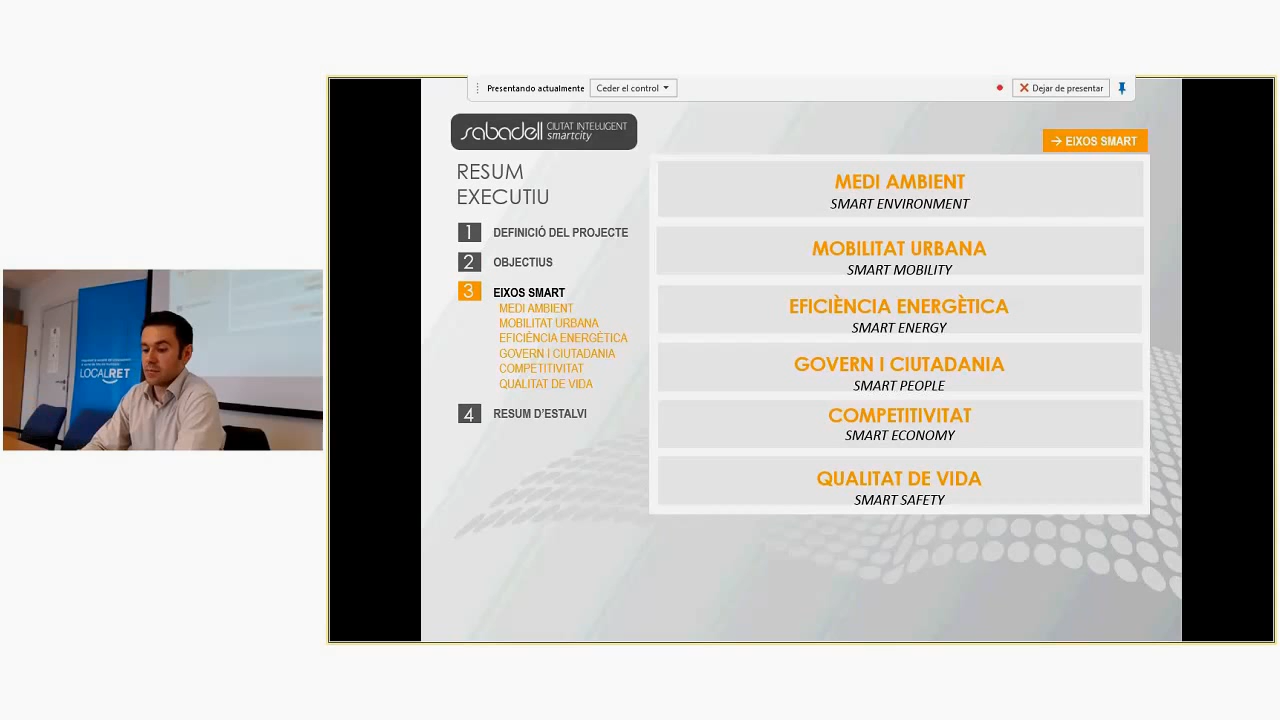 Presentando actualmente
Ceder el control
Dejar de presentar
sabadell
CIUTAT INTEL·LIGENT
smartcity
→ EIXOS SMART
RESUM
EXECUTIU
1 DEFINICIÓ DEL PROJECTE
2 OBJECTIUS
3 EIXOS SMART
MEDI AMBIENT
MOBILITAT URBANA
EFICIÈNCIA ENERGÈTICA
GOVERN I CIUTADANIA
COMPETITIVITAT
QUALITAT DE VIDA
4 RESUM D'ESTALVI
MEDI AMBIENT
SMART ENVIRONMENT
MOBILITAT URBANA
SMART MOBILITY
EFICIÈNCIA ENERGÈTICA
SMART ENERGY
GOVERN I CIUTADANIA
SMART PEOPLE
COMPETITIVITAT
SMART ECONOMY
QUALITAT DE VIDA
SMART SAFETY
LOCALRET